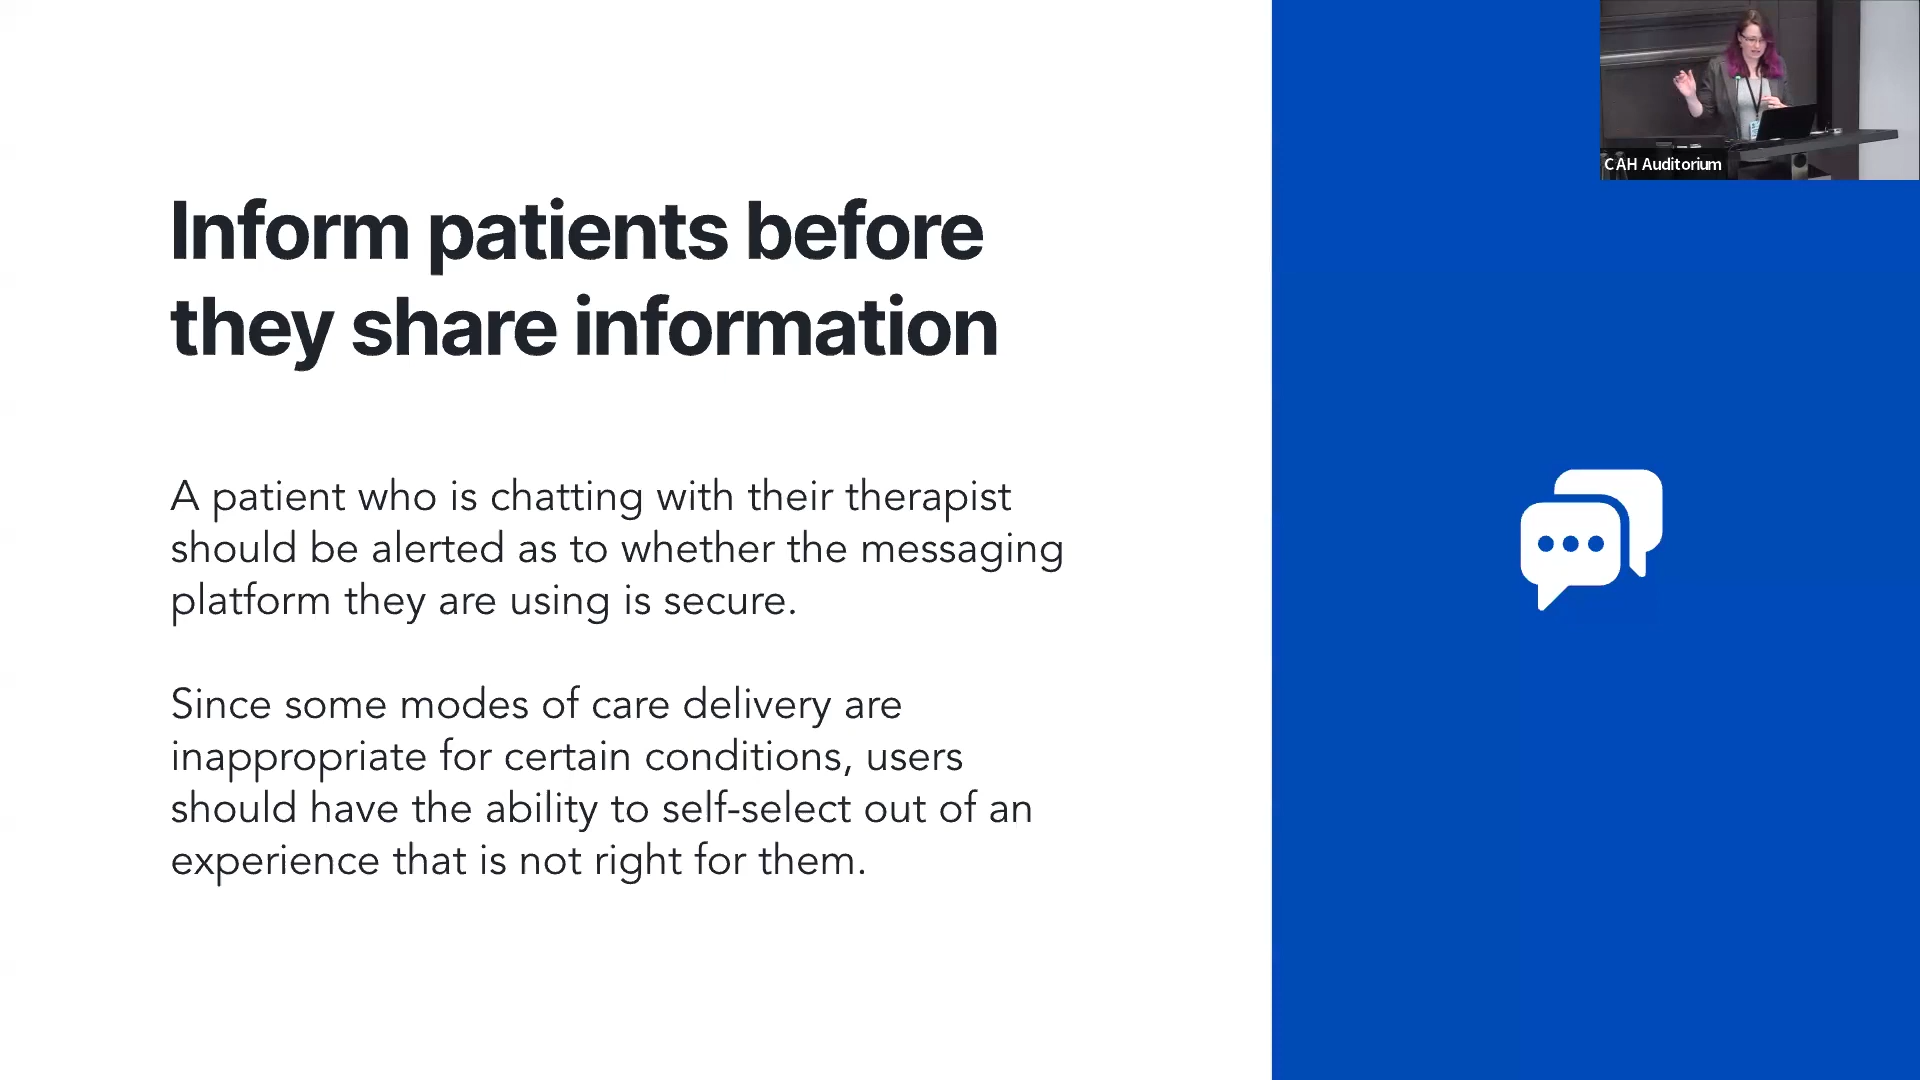 CAH Auditorium
Inform patients before
they share information
A patient who is chatting with their therapist
should be alerted as to whether the messaging
platform they are using is secure.
Since some modes of care delivery are
inappropriate for certain conditions, users
should have the ability to self-select out of an
experience that is not right for them.